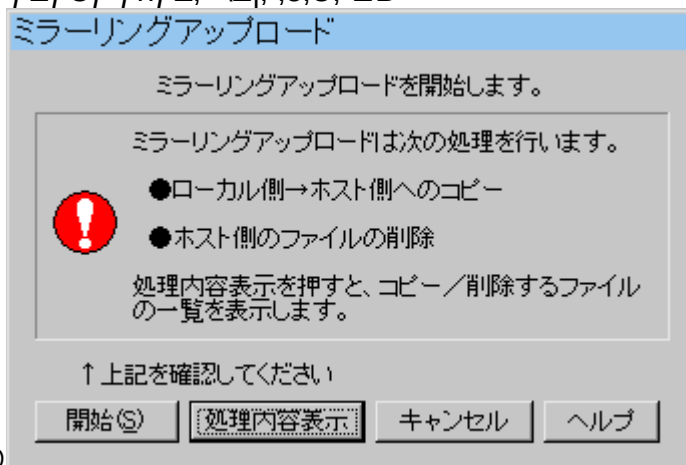 ミラーリングアップロード
ミラーリングアップロードを開始します。
ミラーリングアップロードは次の処理を行います。
●ローカル側→ホスト側へのコピー
●ホスト側のファイルの削除
処理内容表示を押すと、コピー／削除するファイル
の一覧を表示します。
↑上記を確認してください
開始(S) 処理内容表示 キャンセル ヘルプ